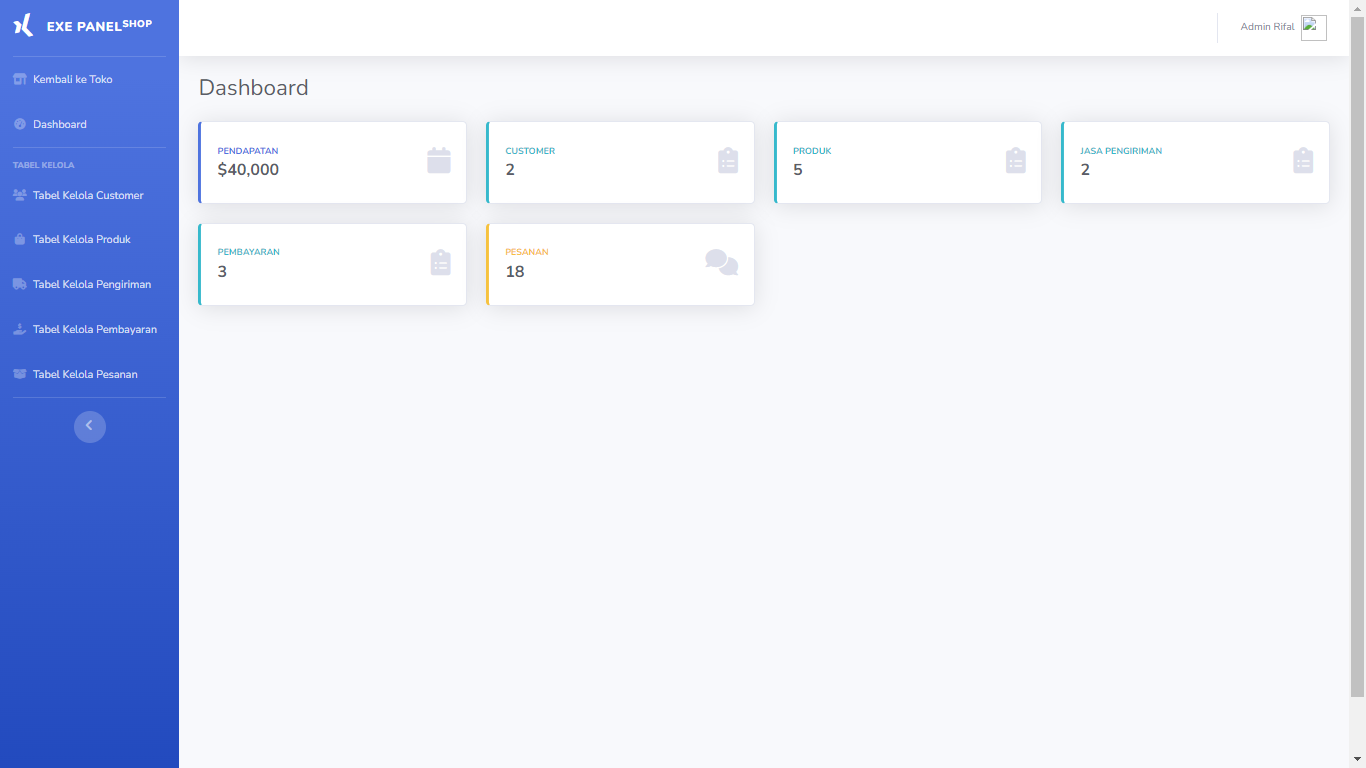 EXE PANELSHOP
Admin Rifal
Kembali ke Toko
Dashboard
TABEL KELOLA
Tabel Kelola Customer
Tabel Kelola Produk
Tabel Kelola Pengiriman
Tabel Kelola Pembayaran
Tabel Kelola Pesanan
Dashboard
PENDAPATAN
$40,000
CUSTOMER
2
PRODUK
5
JASA PENGIRIMAN
2
PEMBAYARAN
3
PESANAN
18